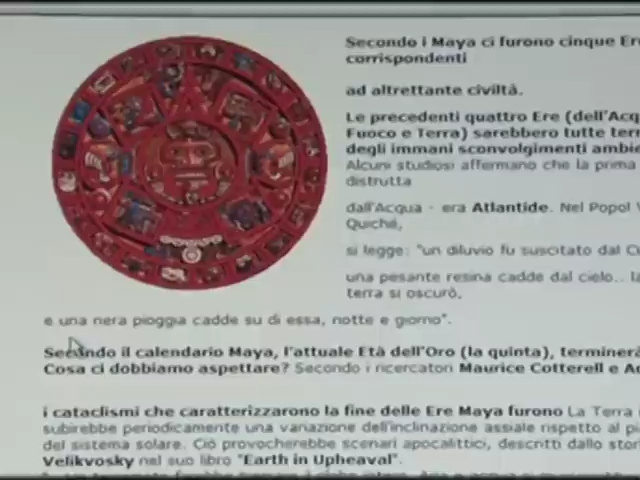 Secondo i Maya ci furono cinque Ere
corrispondenti
ad altrettante civiltà.
Le precedenti quattro Ere (dell'Acq
Fuoco e Terra) sarebbero tutte ter
degli immani sconvolgimenti ambie
Alcuni studiosi affermano che la prima
distrutta
dall'Acqua - era Atlantide. Nel Popol V
Quiché,
si legge: "un diluvio fu suscitato dal C
una pesante resina cadde dal cielo.. la
terra si oscurò,
e una nera pioggia cadde su di essa, notte e giorno".
Secondo il calendario Maya, l'attuale Età dell'Oro (la quinta), terminerà
Cosa ci dobbiamo aspettare? Secondo i ricercatori Maurice Cotterell e Ad
i cataclismi che caratterizzarono la fine delle Ere Maya furono La Terra
subirebbe periodicamente una variazione dell'inclinazione assiale rispetto al pi
del sistema solare. Ciò provocherebbe scenari apocalittici, descritti dallo stor
Velikvosky nel suo libro "Earth in Upheaval".